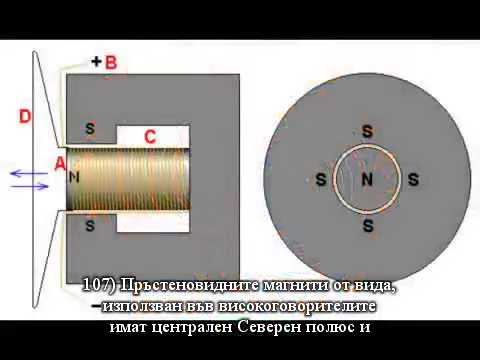 + B
D
S
C
A
N
S
–
S
S N S
S
107) Пръстеновидните магнити от вида,
използван във високоговорителите
имат централен Северен полюс и